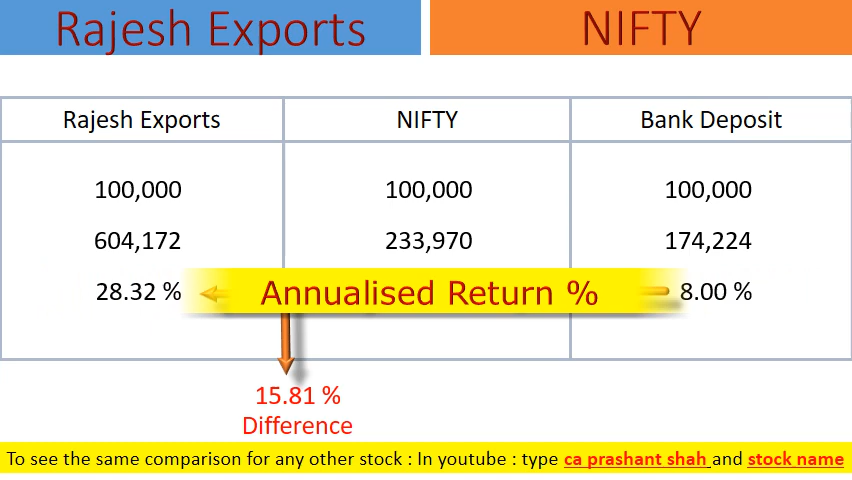 Rajesh Exports NIFTY
Rajesh Exports NIFTY Bank Deposit
100,000 100,000 100,000
604,172 233,970 174,224
28.32 % Annualised Return % 8.00 %
15.81 %
Difference
To see the same comparison for any other stock : In youtube : type ca prashant shah and stock name